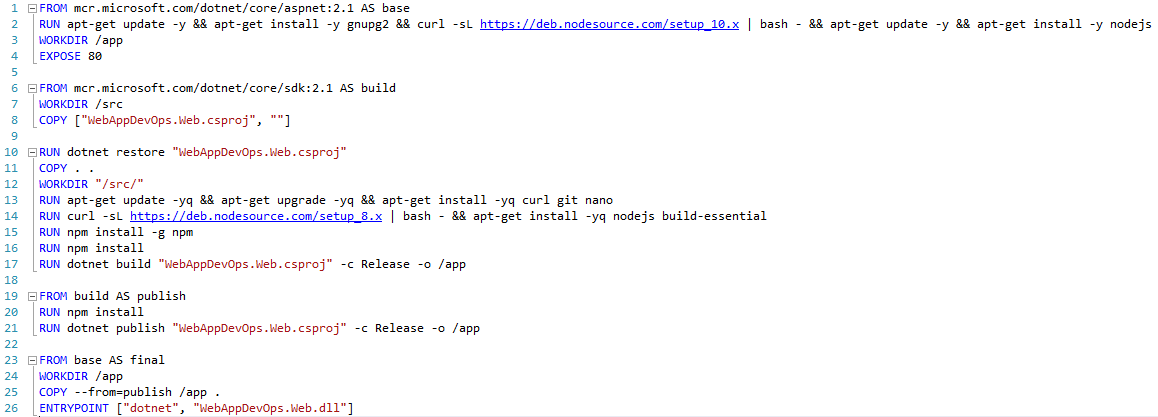 1 FROM mcr.microsoft.com/dotnet/core/aspnet:2.1 AS base
2 RUN apt-get update -y && apt-get install -y gnupg2 && curl -sL https://deb.nodesource.com/setup_10.x | bash - && apt-get update -y && apt-get install -y nodejs
3 WORKDIR /app
4 EXPOSE 80
5
6 FROM mcr.microsoft.com/dotnet/core/sdk:2.1 AS build
7 WORKDIR /src
8 COPY ["WebAppDevOps.Web.csproj", ""]
9
10 RUN dotnet restore "WebAppDevOps.Web.csproj"
11 COPY . .
12 WORKDIR "/src/"
13 RUN apt-get update -yq && apt-get upgrade -yq && apt-get install -yq curl git nano
14 RUN curl -sL https://deb.nodesource.com/setup_8.x | bash - && apt-get install -yq nodejs build-essential
15 RUN npm install -g npm
16 RUN npm install
17 RUN dotnet build "WebAppDevOps.Web.csproj" -c Release -o /app
18
19 FROM build AS publish
20 RUN npm install
21 RUN dotnet publish "WebAppDevOps.Web.csproj" -c Release -o /app
22
23 FROM base AS final
24 WORKDIR /app
25 COPY --from=publish /app .
26 ENTRYPOINT ["dotnet", "WebAppDevOps.Web.dll"]